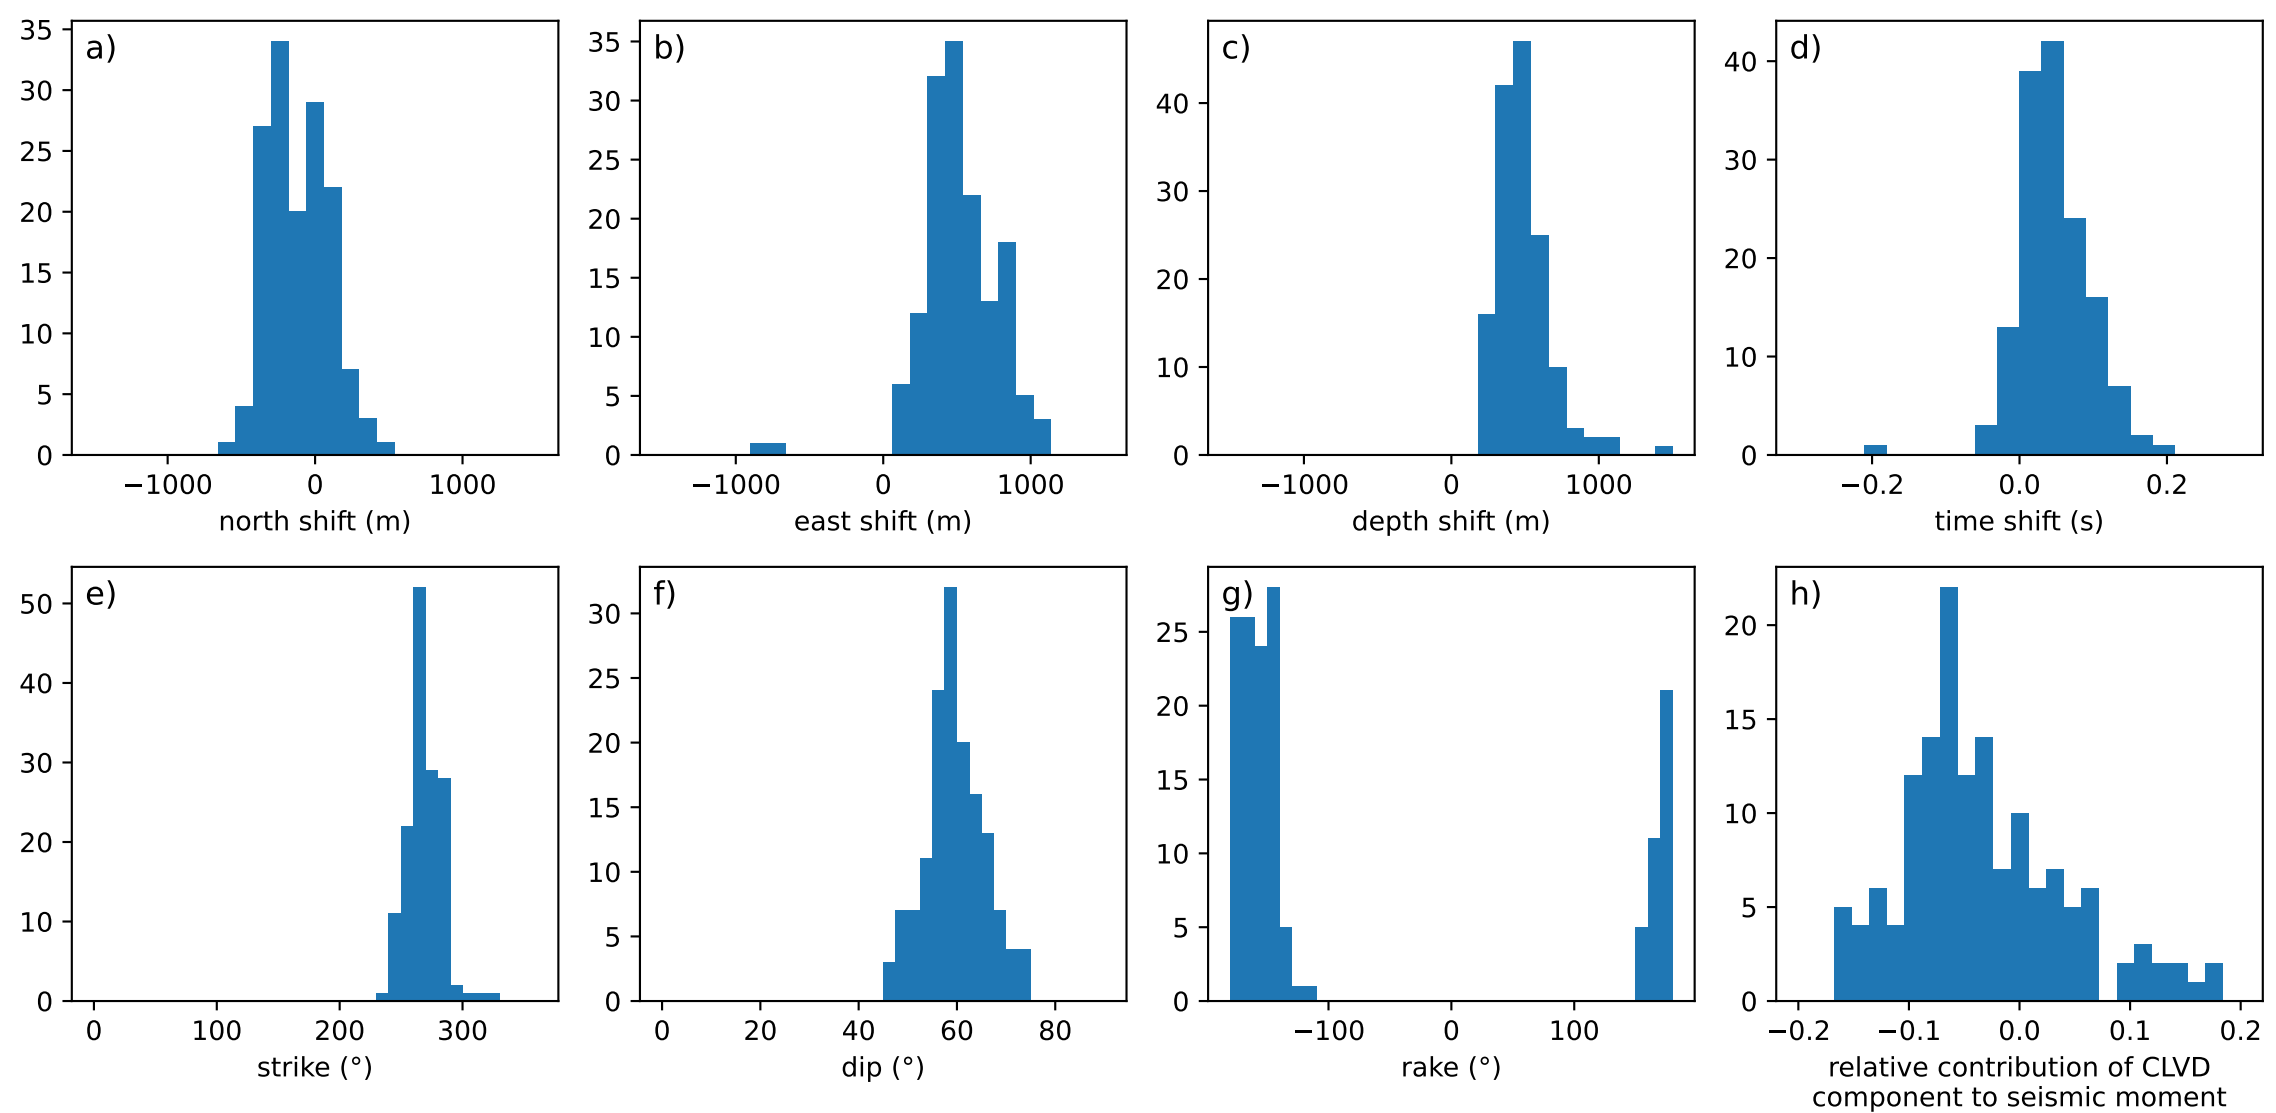 a)
35
30
25
20
15
10
5
0
−1000 0 1000
north shift (m)
b)
35
30
25
20
15
10
5
0
−1000 0 1000
east shift (m)
c)
40
30
20
10
0
−1000 0 1000
depth shift (m)
d)
40
30
20
10
0
−0.2 0.0 0.2
time shift (s)
e)
50
40
30
20
10
0
0 100 200 300
strike (°)
f)
30
25
20
15
10
5
0
0 20 40 60 80
dip (°)
g)
25
20
15
10
5
0
−100 0 100
rake (°)
h)
20
15
10
5
0
−0.2 −0.1 0.0 0.1 0.2
relative contribution of CLVD
component to seismic moment